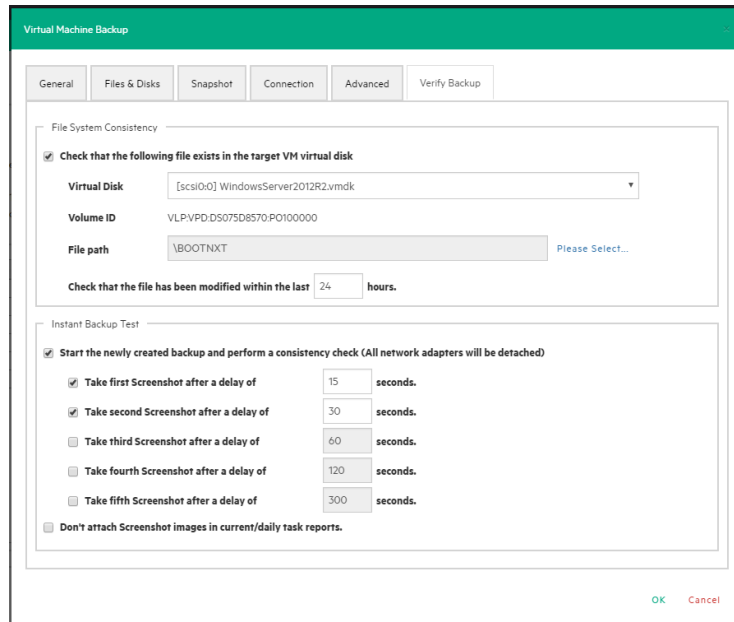 Virtual Machine Backup
General Files & Disks Snapshot Connection Advanced Verify Backup
File System Consistency
Check that the following file exists in the target VM virtual disk
Virtual Disk [scsi0:0] WindowsServer2012R2.vmdk
Volume ID VLP:VPD:DS075D8570:PO100000
File path \BOOTNXT Please Select...
Check that the file has been modified within the last 24 hours.
Instant Backup Test
Start the newly created backup and perform a consistency check (All network adapters will be detached)
Take first Screenshot after a delay of 15 seconds.
Take second Screenshot after a delay of 30 seconds.
Take third Screenshot after a delay of 60 seconds.
Take fourth Screenshot after a delay of 120 seconds.
Take fifth Screenshot after a delay of 300 seconds.
Don't attach Screenshot images in current/daily task reports.
OK Cancel